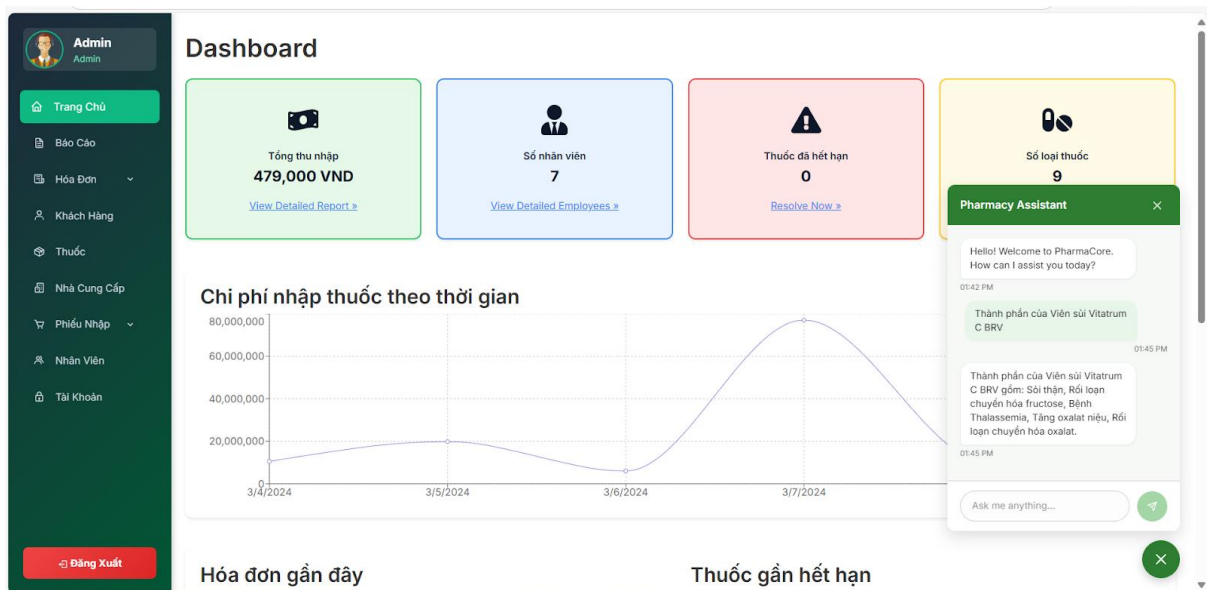 Admin
Admin
Trang Chủ
Báo Cáo
Hóa Đơn
Khách Hàng
Thuốc
Nhà Cung Cấp
Phiếu Nhập
Nhân Viên
Tài Khoản
Đăng Xuất
Dashboard
Tổng thu nhập
479,000 VND
View Detailed Report »
Số nhân viên
7
View Detailed Employees »
Thuốc đã hết hạn
0
Resolve Now »
Số loại thuốc
9
Chi phí nhập thuốc theo thời gian
80,000,000
60,000,000
40,000,000
20,000,000
0
3/4/2024
3/5/2024
3/6/2024
3/7/2024
Hóa đơn gần đây
Thuốc gần hết hạn
Pharmacy Assistant
Hello! Welcome to PharmaCore.
How can I assist you today?
01:42 PM
Thành phần của Viên sủi Vitatrum
C BRV
01:45 PM
Thành phần của Viên sủi Vitatrum
C BRV gồm: Sỏi thận, Rối loạn
chuyển hóa fructose, Bệnh
Thalassemia, Tăng oxalat niệu, Rối
loạn chuyển hóa oxalat.
01:45 PM
Ask me anything...